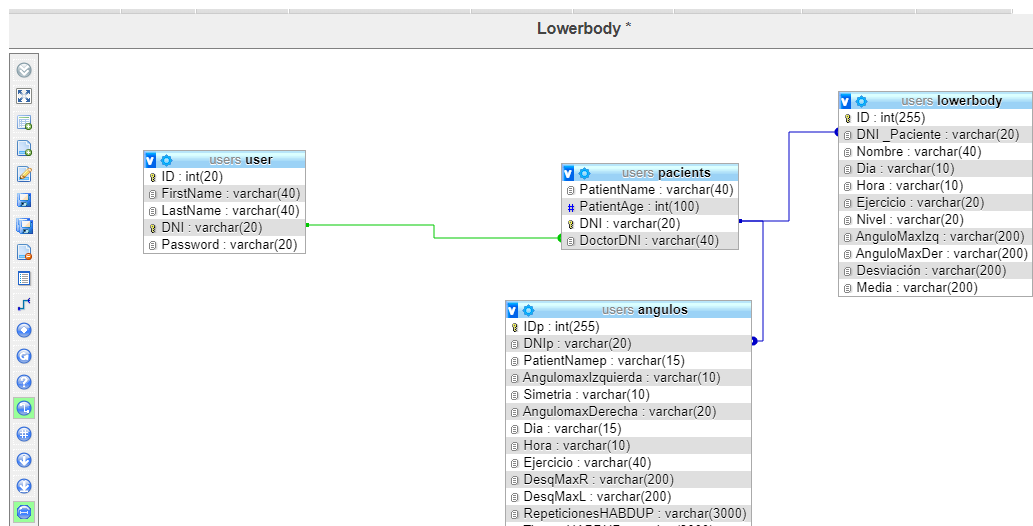 Lowerbody *
users user
ID : int(20)
FirstName : varchar(40)
LastName : varchar(40)
DNI : varchar(20)
Password : varchar(20)
users pacients
PatientName : varchar(40)
# PatientAge : int(100)
DNI : varchar(20)
DoctorDNI : varchar(40)
users lowerbody
ID : int(255)
DNI _Paciente : varchar(20)
Nombre : varchar(40)
Dia : varchar(10)
Hora : varchar(10)
Ejercicio : varchar(20)
Nivel : varchar(20)
AnguloMaxIzq : varchar(200)
AnguloMaxDer : varchar(200)
Desviación : varchar(200)
Media : varchar(200)
users angulos
IDp : int(255)
DNIp : varchar(20)
PatientNamep : varchar(15)
AngulomaxIzquierda : varchar(10)
Simetria : varchar(10)
AngulomaxDerecha : varchar(20)
Dia : varchar(15)
Hora : varchar(10)
Ejercicio : varchar(40)
DesqMaxR : varchar(200)
DesqMaxL : varchar(200)
RepeticionesHABDUP : varchar(3000)